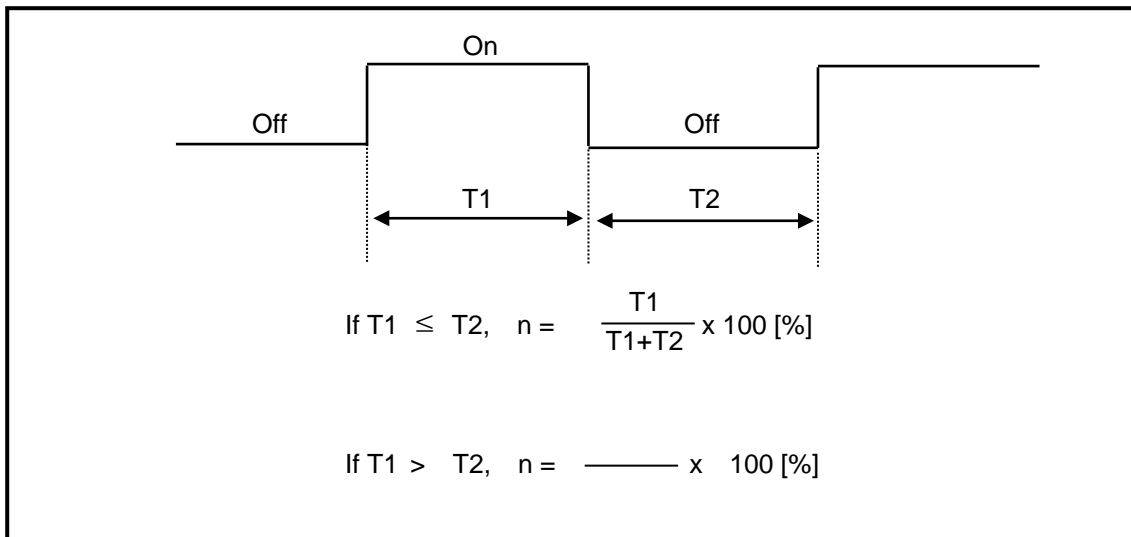 On
Off
Off
T1
T2
If T1 ≤ T2, n = T1 / T1+T2 x 100 [%]
If T1 > T2, n = ——— x 100 [%]